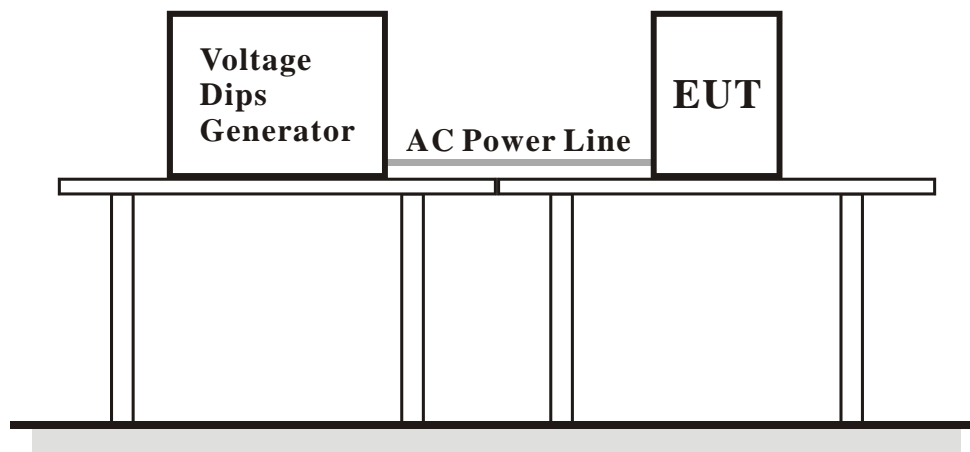 Voltage
Dips
Generator
AC Power Line
EUT